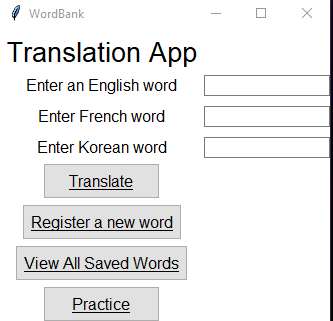 WordBank
Translation App
Enter an English word
Enter French word
Enter Korean word
Translate
Register a new word
View All Saved Words
Practice